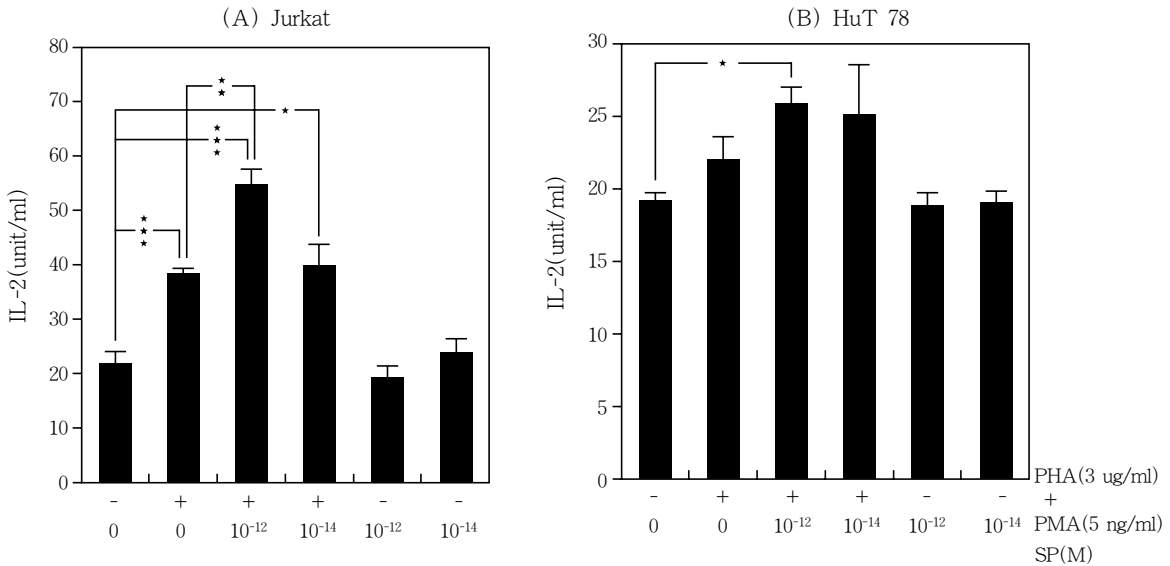 (A) Jurkat
80
70
60
50
40
30
20
10
0
IL-2(unit/ml)
★
★
★
★
★
★
★
★
★
- + + + - -
0 0 10⁻¹² 10⁻¹⁴ 10⁻¹² 10⁻¹⁴
(B) HuT 78
30
25
20
15
10
5
0
IL-2(unit/ml)
★
- + + + - -
0 0 10⁻¹² 10⁻¹⁴ 10⁻¹² 10⁻¹⁴
PHA(3 ug/ml)
+
PMA(5 ng/ml)
SP(M)